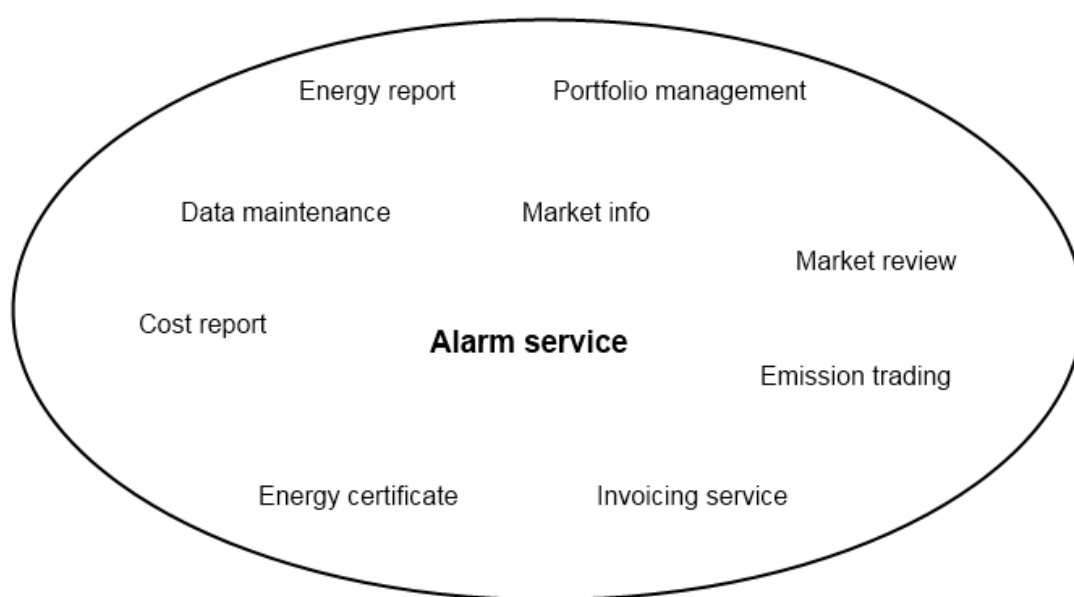 Energy report
Portfolio management
Data maintenance
Market info
Market review
Cost report
Alarm service
Emission trading
Energy certificate
Invoicing service